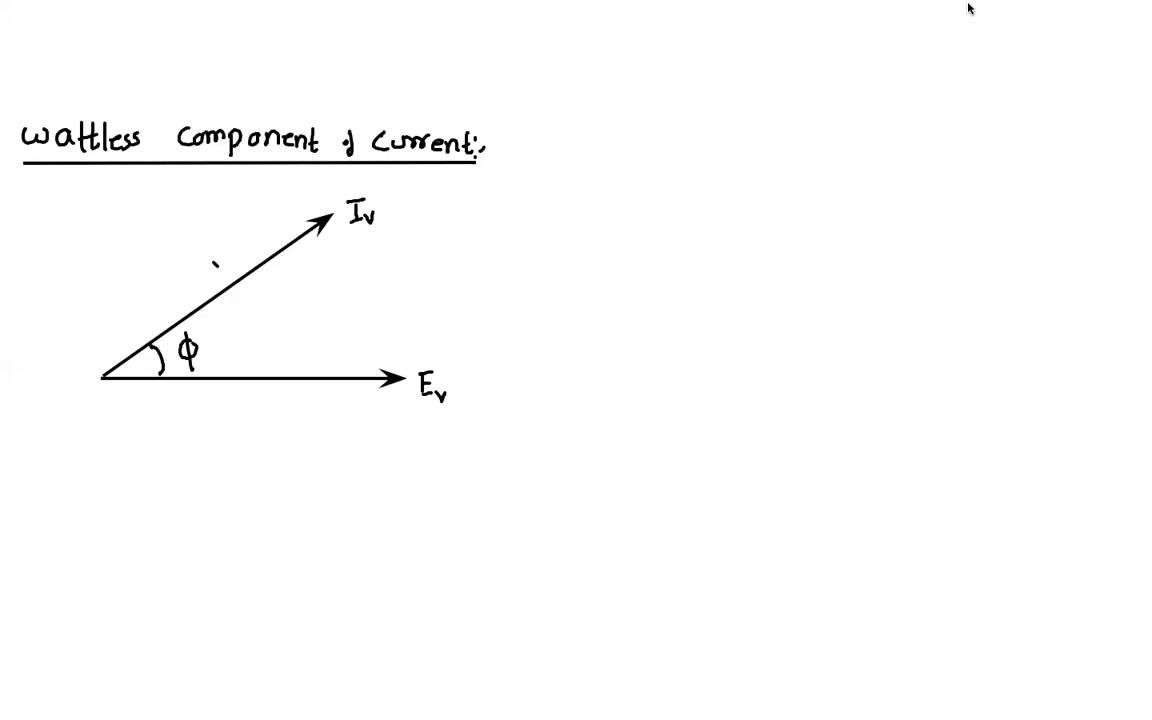 Wattless Component of Current:,
Iv
ϕ
Ev